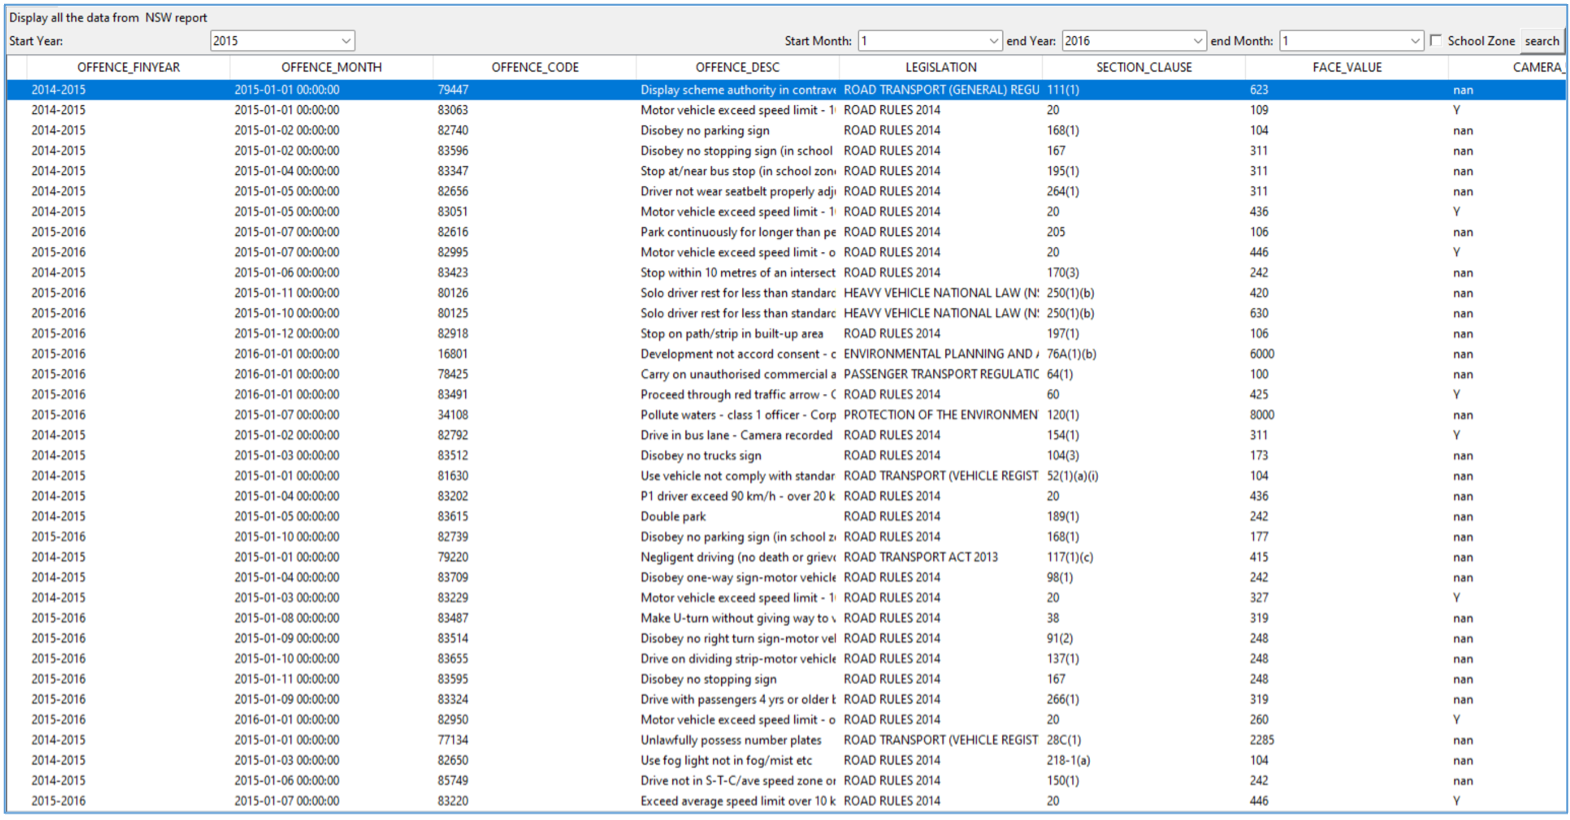 Display all the data from  NSW report
Start Year: 2015 Start Month: 1 end Year: 2016 end Month: 1 School Zone search
OFFENCE_FINYEAR OFFENCE_MONTH OFFENCE_CODE OFFENCE_DESC LEGISLATION SECTION_CLAUSE FACE_VALUE CAMERA_
2014-2015 2015-01-01 00:00:00 79447 Display scheme authority in contrave ROAD TRANSPORT (GENERAL) REGU 111(1) 623 nan
2014-2015 2015-01-01 00:00:00 83063 Motor vehicle exceed speed limit - 1 ROAD RULES 2014 20 109 Y
2014-2015 2015-01-02 00:00:00 82740 Disobey no parking sign ROAD RULES 2014 168(1) 104 nan
2014-2015 2015-01-02 00:00:00 83596 Disobey no stopping sign (in school ROAD RULES 2014 167 311 nan
2014-2015 2015-01-04 00:00:00 83347 Stop at/near bus stop (in school zon ROAD RULES 2014 195(1) 311 nan
2014-2015 2015-01-05 00:00:00 82656 Driver not wear seatbelt properly adj ROAD RULES 2014 264(1) 311 nan
2014-2015 2015-01-05 00:00:00 83051 Motor vehicle exceed speed limit - 1 ROAD RULES 2014 20 436 Y
2015-2016 2015-01-07 00:00:00 82616 Park continuously for longer than pe ROAD RULES 2014 205 106 nan
2015-2016 2015-01-07 00:00:00 82995 Motor vehicle exceed speed limit - o ROAD RULES 2014 20 446 Y
2014-2015 2015-01-06 00:00:00 83423 Stop within 10 metres of an intersect ROAD RULES 2014 170(3) 242 nan
2015-2016 2015-01-11 00:00:00 80126 Solo driver rest for less than standard HEAVY VEHICLE NATIONAL LAW (N 250(1)(b) 420 nan
2015-2016 2015-01-10 00:00:00 80125 Solo driver rest for less than standard HEAVY VEHICLE NATIONAL LAW (N 250(1)(b) 630 nan
2015-2016 2015-01-12 00:00:00 82918 Stop on path/strip in built-up area ROAD RULES 2014 197(1) 106 nan
2015-2016 2016-01-01 00:00:00 16801 Development not accord consent - c ENVIRONMENTAL PLANNING AND 76A(1)(b) 6000 nan
2015-2016 2016-01-01 00:00:00 78425 Carry on unauthorised commercial a PASSENGER TRANSPORT REGULATIC 64(1) 100 nan
2015-2016 2016-01-01 00:00:00 83491 Proceed through red traffic arrow - C ROAD RULES 2014 60 425 Y
2015-2016 2015-01-07 00:00:00 34108 Pollute waters - class 1 officer - Corp PROTECTION OF THE ENVIRONMEN 120(1) 8000 nan
2014-2015 2015-01-02 00:00:00 82792 Drive in bus lane - Camera recorded ROAD RULES 2014 154(1) 311 Y
2014-2015 2015-01-03 00:00:00 83512 Disobey no trucks sign ROAD RULES 2014 104(3) 173 nan
2014-2015 2015-01-01 00:00:00 81630 Use vehicle not comply with standar ROAD TRANSPORT (VEHICLE REGIST 52(1)(a)(i) 104 nan
2014-2015 2015-01-04 00:00:00 83202 P1 driver exceed 90 km/h - over 20 k ROAD RULES 2014 20 436 nan
2014-2015 2015-01-05 00:00:00 83615 Double park ROAD RULES 2014 189(1) 242 nan
2015-2016 2015-01-10 00:00:00 82739 Disobey no parking sign (in school z ROAD RULES 2014 168(1) 177 nan
2014-2015 2015-01-01 00:00:00 79220 Negligent driving (no death or grievo ROAD TRANSPORT ACT 2013 117(1)(c) 415 nan
2014-2015 2015-01-04 00:00:00 83709 Disobey one-way sign-motor vehicle ROAD RULES 2014 98(1) 242 nan
2014-2015 2015-01-03 00:00:00 83229 Motor vehicle exceed speed limit - 1 ROAD RULES 2014 20 327 Y
2015-2016 2015-01-08 00:00:00 83487 Make U-turn without giving way to v ROAD RULES 2014 38 319 nan
2015-2016 2015-01-09 00:00:00 83514 Disobey no right turn sign-motor vel ROAD RULES 2014 91(2) 248 nan
2015-2016 2015-01-10 00:00:00 83655 Drive on dividing strip-motor vehicle ROAD RULES 2014 137(1) 248 nan
2015-2016 2015-01-11 00:00:00 83595 Disobey no stopping sign ROAD RULES 2014 167 248 nan
2015-2016 2015-01-09 00:00:00 83324 Drive with passengers 4 yrs or older b ROAD RULES 2014 266(1) 319 nan
2015-2016 2016-01-01 00:00:00 82950 Motor vehicle exceed speed limit - o ROAD RULES 2014 20 260 Y
2014-2015 2015-01-01 00:00:00 77134 Unlawfully possess number plates ROAD TRANSPORT (VEHICLE REGIST 28C(1) 2285 nan
2014-2015 2015-01-03 00:00:00 82650 Use fog light not in fog/mist etc ROAD RULES 2014 218-1(a) 104 nan
2014-2015 2015-01-06 00:00:00 85749 Drive not in S-T-C/ave speed zone or ROAD RULES 2014 150(1) 242 nan
2015-2016 2015-01-07 00:00:00 83220 Exceed average speed limit over 10 k ROAD RULES 2014 20 446 Y